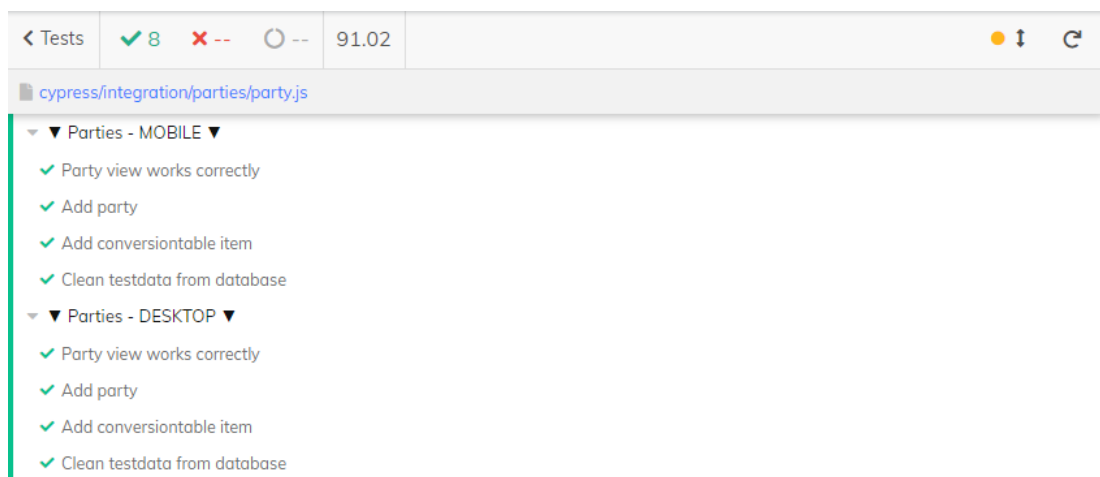 Tests 8 -- -- 91.02
cypress/integration/parties/party.js
▼ Parties - MOBILE ▼
Party view works correctly
Add party
Add conversiontable item
Clean testdata from database
▼ Parties - DESKTOP ▼
Party view works correctly
Add party
Add conversiontable item
Clean testdata from database